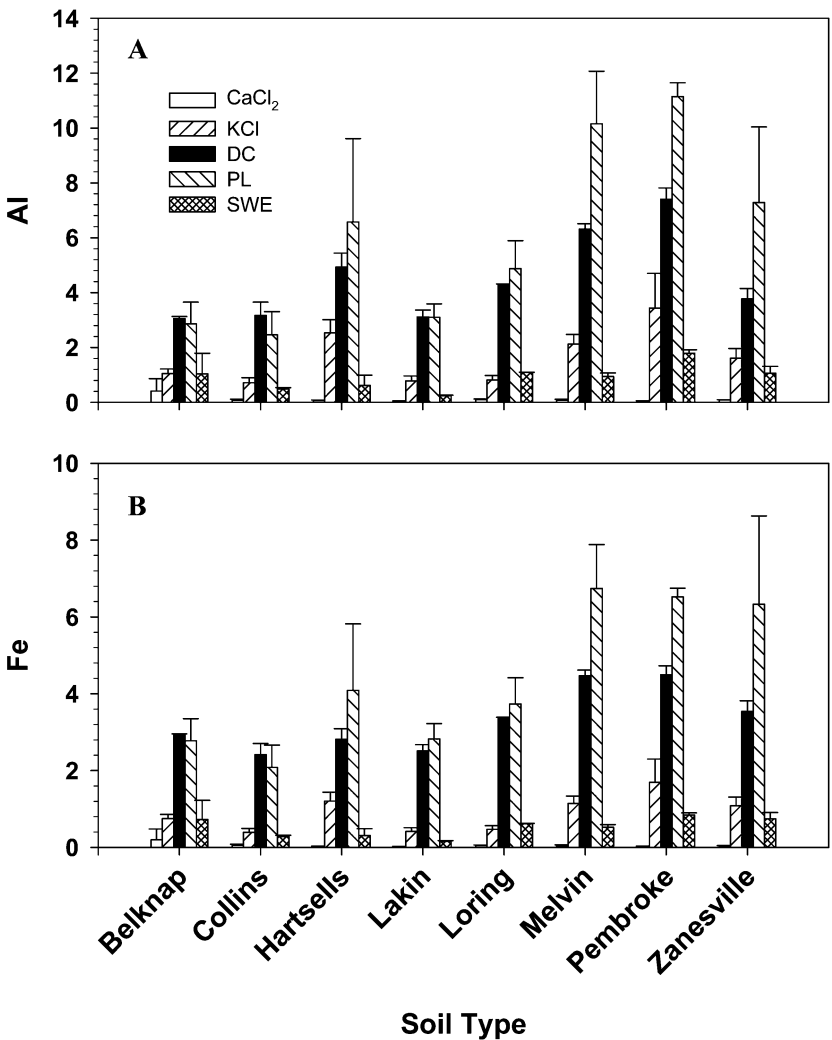 14
12
10
8
6
4
2
0
Al
A
CaCl2
KCl
DC
PL
SWE
10
8
6
4
2
0
Fe
B
Belknap
Collins
Hartsells
Lakin
Loring
Melvin
Pembroke
Zanesville
Soil Type